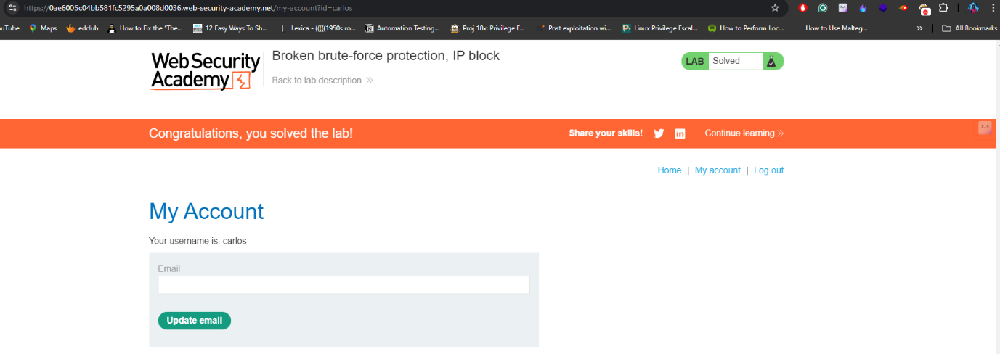 https://0ae6005c04bb581fc5295a0a008d0036.web-security-academy.net/my-account?id=carlos
ouTube Maps edclub How to Fix the "The... 12 Easy Ways To Sh... Lexica - (((((1950s ro... Automation Testing... Proj 18x: Privilege E... Post exploitation wi... Linux Privilege Escal... How to Perform Loc... How to Use Malteg... » All Bookmarks
Web Security
Academy
Broken brute-force protection, IP block
Back to lab description »
LAB Solved
Congratulations, you solved the lab!
Share your skills!
Continue learning »
Home | My account | Log out
My Account
Your username is: carlos
Email
Update email